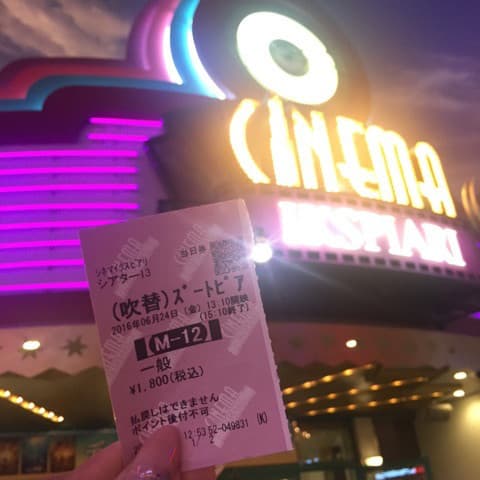 CINEMA
IKSPIARI
当日券
シネマイクスピアリ
シアター13
(吹替)ズートピア
2016年06月24日 (金) 13:10開映
(15:10終了)
【M-12】
一般
¥1,800(税込)
払戻しはできません
ポイント後付不可
12:53 52-049831 (K)